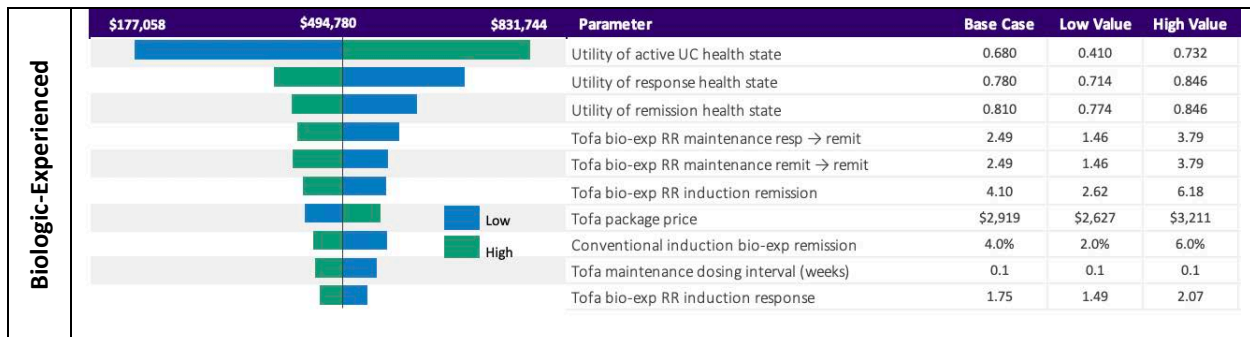 Biologic-Experienced
$177,058 $494,780 $831,744 Parameter Base Case Low Value High Value
Utility of active UC health state 0.680 0.410 0.732
Utility of response health state 0.780 0.714 0.846
Utility of remission health state 0.810 0.774 0.846
Tofa bio-exp RR maintenance resp → remit 2.49 1.46 3.79
Tofa bio-exp RR maintenance remit → remit 2.49 1.46 3.79
Tofa bio-exp RR induction remission 4.10 2.62 6.18
Low Tofa package price $2,919 $2,627 $3,211
High Conventional induction bio-exp remission 4.0% 2.0% 6.0%
Tofa maintenance dosing interval (weeks) 0.1 0.1 0.1
Tofa bio-exp RR induction response 1.75 1.49 2.07